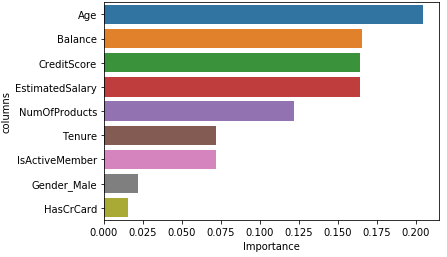 Age
Balance
CreditScore
EstimatedSalary
NumOfProducts
Tenure
IsActiveMember
Gender_Male
HasCrCard
columns
0.000 0.025 0.050 0.075 0.100 0.125 0.150 0.175 0.200
Importance